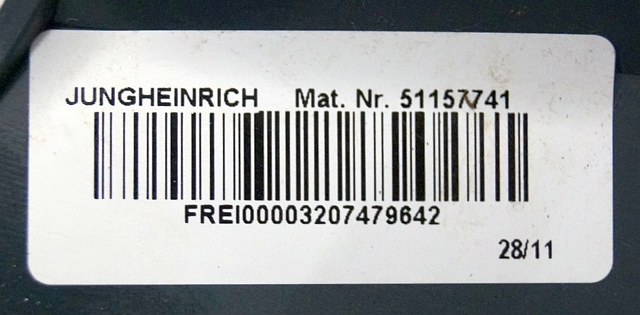 JUNGHEINRICH Mat. Nr. 51157741
FREI00003207479642
28/11